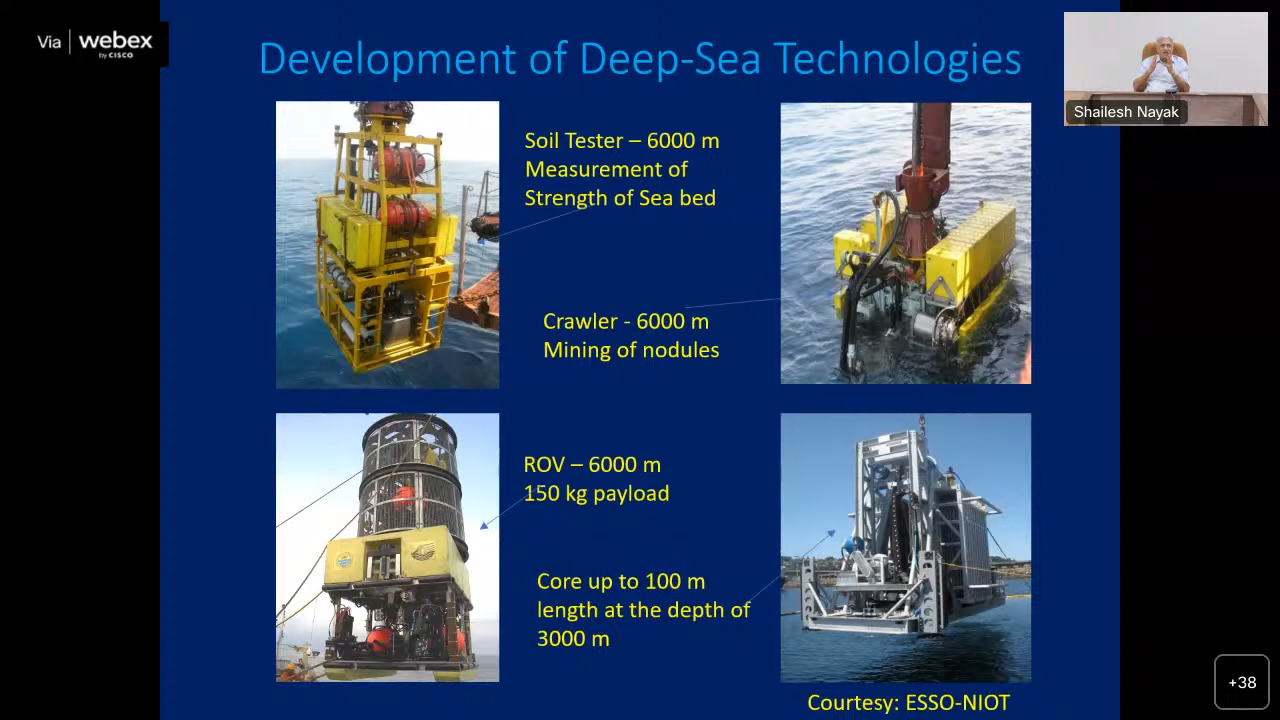 Via webex
by CISCO
Development of Deep-Sea Technologies
Shailesh Nayak
Soil Tester – 6000 m
Measurement of
Strength of Sea bed
Crawler - 6000 m
Mining of nodules
ROV – 6000 m
150 kg payload
Core up to 100 m
length at the depth of
3000 m
Courtesy: ESSO-NIOT
+38